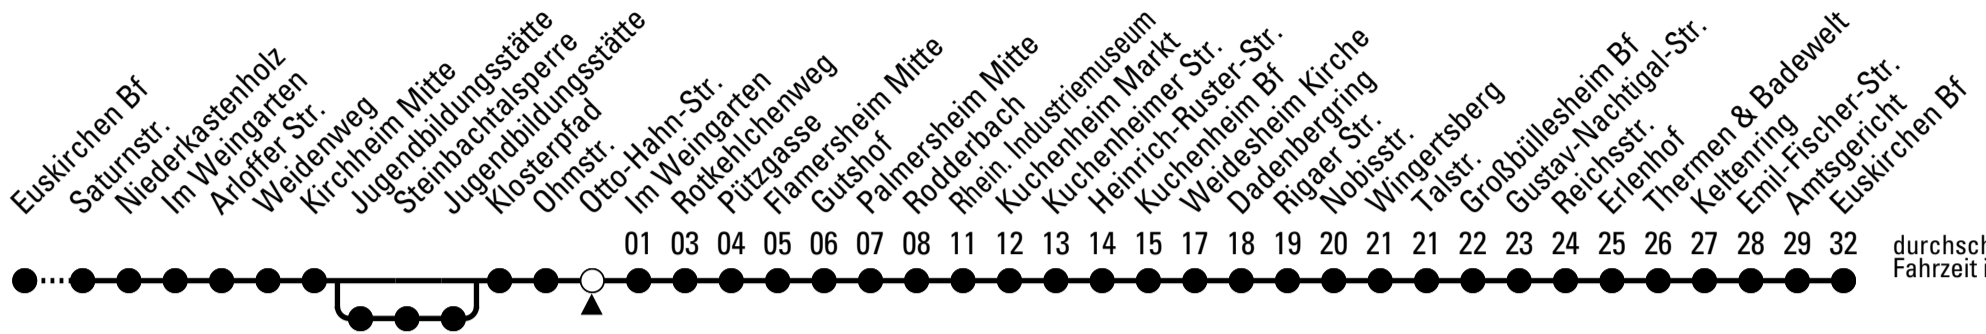 Euskirchen Bf
Saturnstr.
Niederkastenholz
Im Weingarten
Arloffer Str.
Weidenweg
Kirchheim Mitte
Jugendbildungsstätte
Steinbachtalsperre
Jugendbildungsstätte
Klosterpfad
Ohmstr.
Otto-Hahn-Str.
Im Weingarten
Rotkehlchenweg
Pützgasse
Flamersheim Mitte
Gutshof
Palmersheim Mitte
Rodderbach
Rhein. Industriemuseum
Kuchenheim Markt
Kuchenheimer Str.
Heinrich-Ruster-Str.
Kuchenheim Bf
Weidesheim Kirche
Dadenbergring
Rigaer Str.
Nobisstr.
Wingertsberg
Talstr.
Großbüllesheim Bf
Gustav-Nachtigal-Str.
Reichsstr.
Erlenhof
Thermen & Badewelt
Keltenring
Emil-Fischer-Str.
Amtsgericht
Euskirchen Bf
01 03 04 05 06 07 08 11 12 13 14 15 17 18 19 20 21 21 22 23 24 25 26 27 28 29 32
durchsch
Fahrzeit i